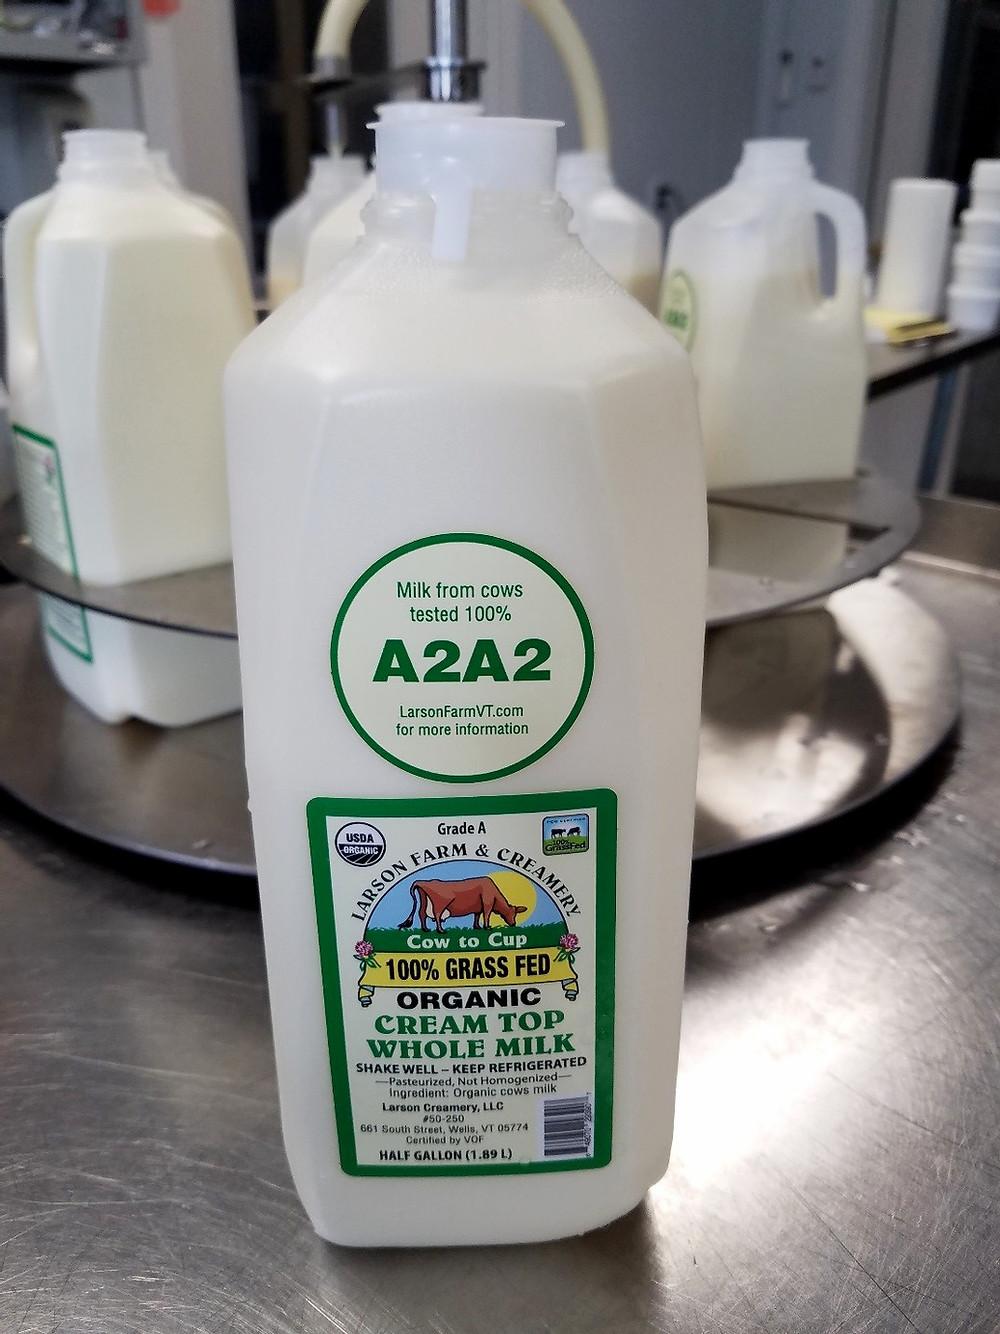 Milk from cows
tested 100%
A2A2
LarsonFarmVT.com
for more information
USDA
ORGANIC
Grade A
100%
GrassFed
LARSON FARM & CREAMERY
Cow to Cup
100% GRASS FED
ORGANIC
CREAM TOP
WHOLE MILK
SHAKE WELL – KEEP REFRIGERATED
—Pasteurized, Not Homogenized—
Ingredient: Organic cows milk
Larson Creamery, LLC
#50-250
661 South Street, Wells, VT 05774
Certified by VOF
HALF GALLON (1.89 L)